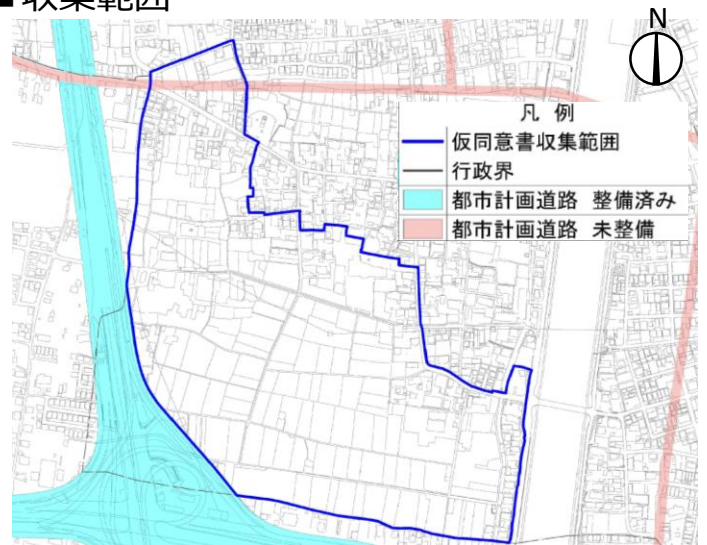 ■収集範囲
N
凡 例
仮同意書収集範囲
行政界
都市計画道路 整備済み
都市計画道路 未整備